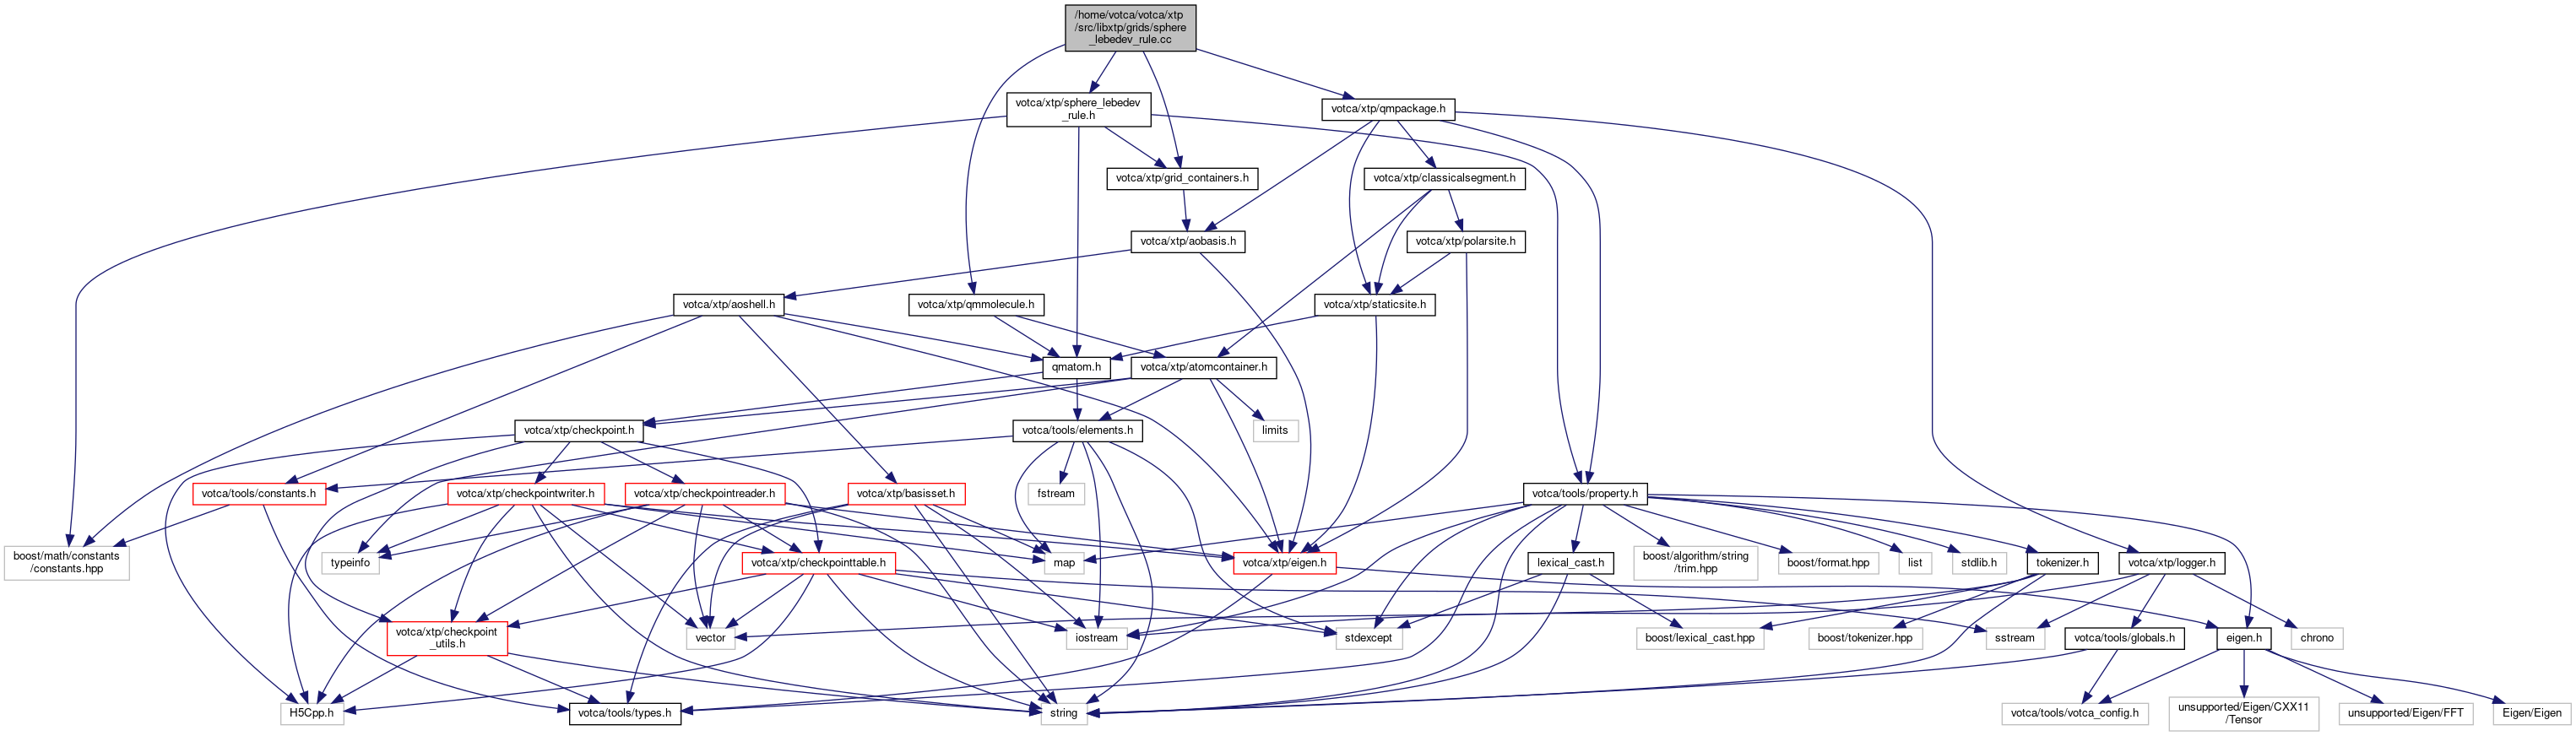 /home/votca/votca/xtp
/src/libxtp/grids/sphere
_lebedev_rule.cc
votca/xtp/sphere_lebedev
_rule.h
votca/xtp/qmpackage.h
votca/xtp/grid_containers.h
votca/xtp/classicalsegment.h
votca/xtp/aobasis.h
votca/xtp/polarsite.h
votca/xtp/aoshell.h
votca/xtp/qmmolecule.h
votca/xtp/staticsite.h
qmatom.h
votca/xtp/atomcontainer.h
votca/xtp/checkpoint.h
votca/tools/elements.h
limits
votca/tools/constants.h
votca/xtp/checkpointwriter.h
votca/xtp/checkpointreader.h
votca/xtp/basisset.h
fstream
votca/tools/property.h
boost/math/constants
/constants.hpp
typeinfo
votca/xtp/checkpointtable.h
map
votca/xtp/eigen.h
lexical_cast.h
boost/algorithm/string
/trim.hpp
boost/format.hpp
list
stdlib.h
tokenizer.h
votca/xtp/logger.h
votca/xtp/checkpoint
_utils.h
vector
iostream
stdexcept
boost/lexical_cast.hpp
boost/tokenizer.hpp
sstream
votca/tools/globals.h
eigen.h
chrono
H5Cpp.h
votca/tools/types.h
string
votca/tools/votca_config.h
unsupported/Eigen/CXX11
/Tensor
unsupported/Eigen/FFT
Eigen/Eigen